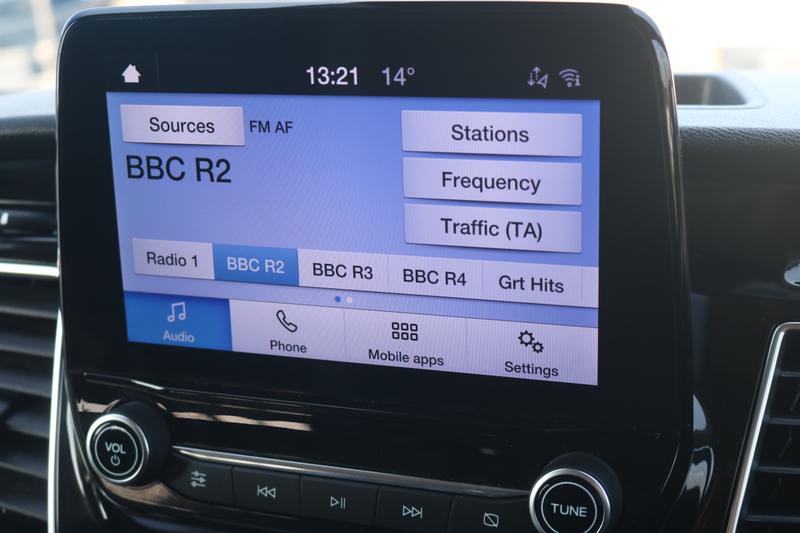 13:21 14°
Sources FM AF
BBC R2
Stations
Frequency
Traffic (TA)
Radio 1 BBC R2 BBC R3 BBC R4 Grt Hits
Audio Phone Mobile apps Settings
VOL
TUNE